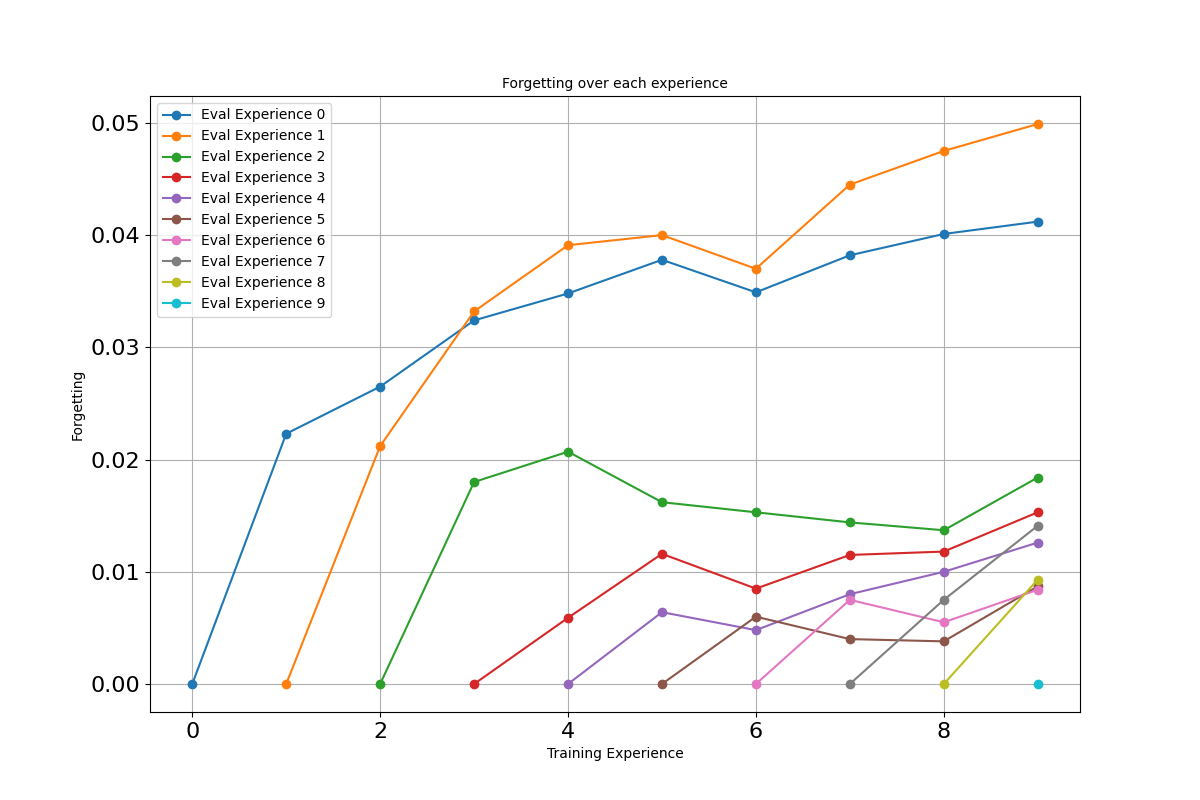 Forgetting over each experience
Eval Experience 0
Eval Experience 1
Eval Experience 2
Eval Experience 3
Eval Experience 4
Eval Experience 5
Eval Experience 6
Eval Experience 7
Eval Experience 8
Eval Experience 9
0.05
0.04
0.03
0.02
0.01
0.00
Forgetting
0 2 4 6 8
Training Experience